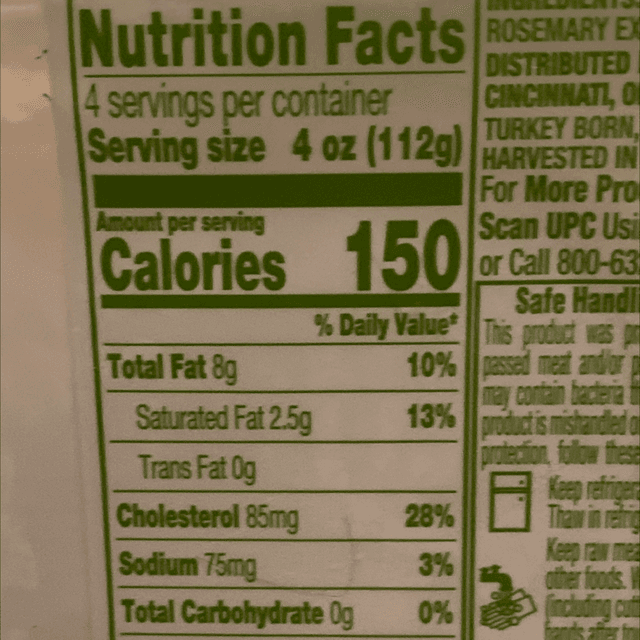 Nutrition Facts
4 servings per container
Serving size 4 oz (112g)
Amount per serving
Calories 150
% Daily Value*
Total Fat 8g 10%
Saturated Fat 2.5g 13%
Trans Fat 0g
Cholesterol 85mg 28%
Sodium 75mg 3%
Total Carbohydrate 0g 0%
ROSEMARY EX
DISTRIBUTED
CINCINNATI, O
TURKEY BORN,
HARVESTED IN
For More Pro
Scan UPC Usi
or Call 800-63
Safe Handl
This product was p
passed meat and/or p
may contain bacteria
product is mishandled o
protection, follow these
Keep refriger
Thaw in refrig
Keep raw mea
other foods. W
(including cut